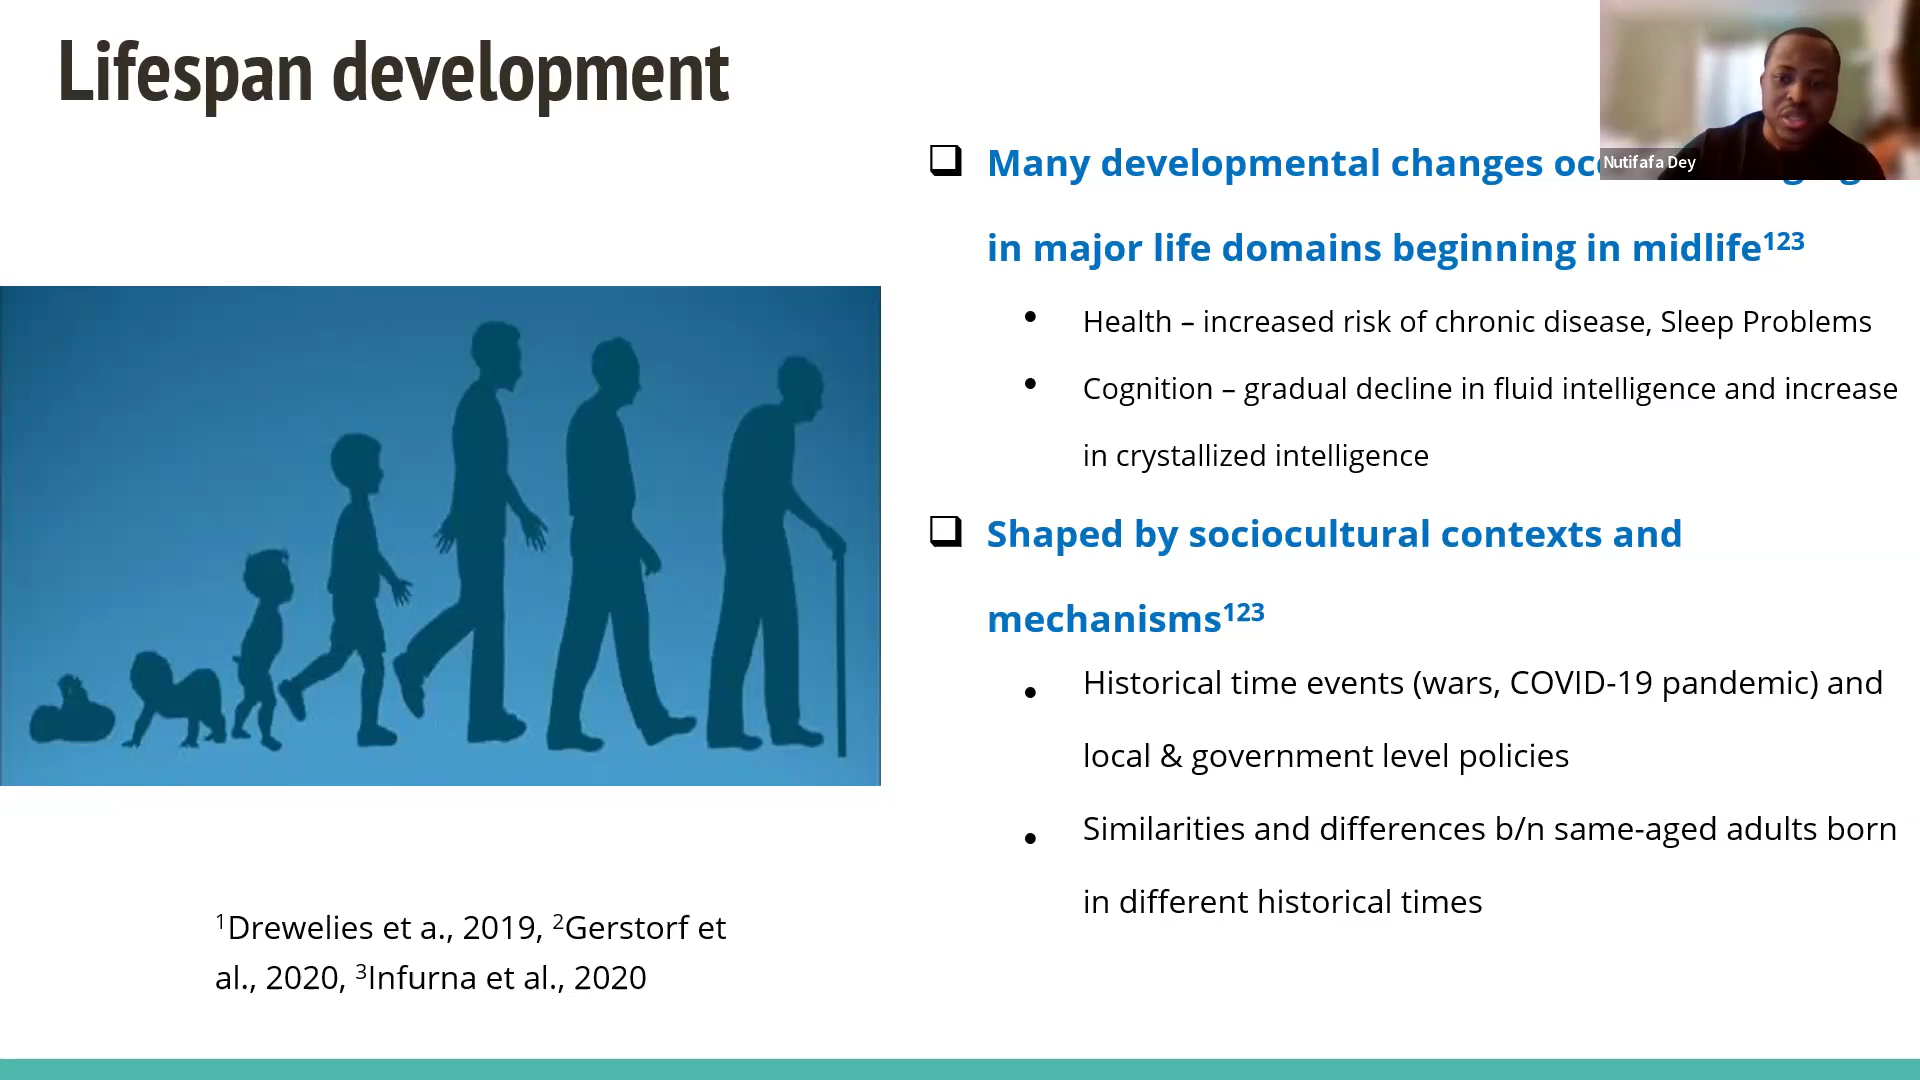 Lifespan development
Nutifafa Dey
❑ Many developmental changes
in major life domains beginning in midlife¹²³
• Health – increased risk of chronic disease, Sleep Problems
• Cognition – gradual decline in fluid intelligence and increase
in crystallized intelligence
❑ Shaped by sociocultural contexts and
mechanisms¹²³
• Historical time events (wars, COVID-19 pandemic) and
local & government level policies
• Similarities and differences b/n same-aged adults born
in different historical times
¹Drewelies et a., 2019, ²Gerstorf et
al., 2020, ³Infurna et al., 2020